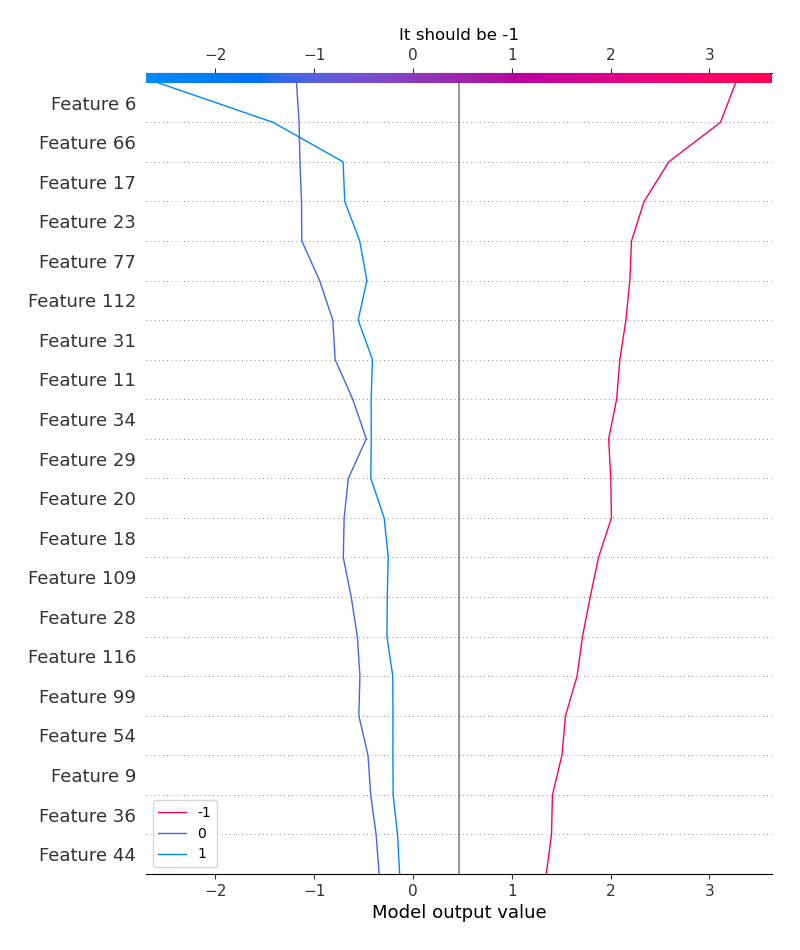 It should be -1
−2 −1 0 1 2 3
Feature 6
Feature 66
Feature 17
Feature 23
Feature 77
Feature 112
Feature 31
Feature 11
Feature 34
Feature 29
Feature 20
Feature 18
Feature 109
Feature 28
Feature 116
Feature 99
Feature 54
Feature 9
Feature 36
Feature 44
-1
0
1
−2 −1 0 1 2 3
Model output value